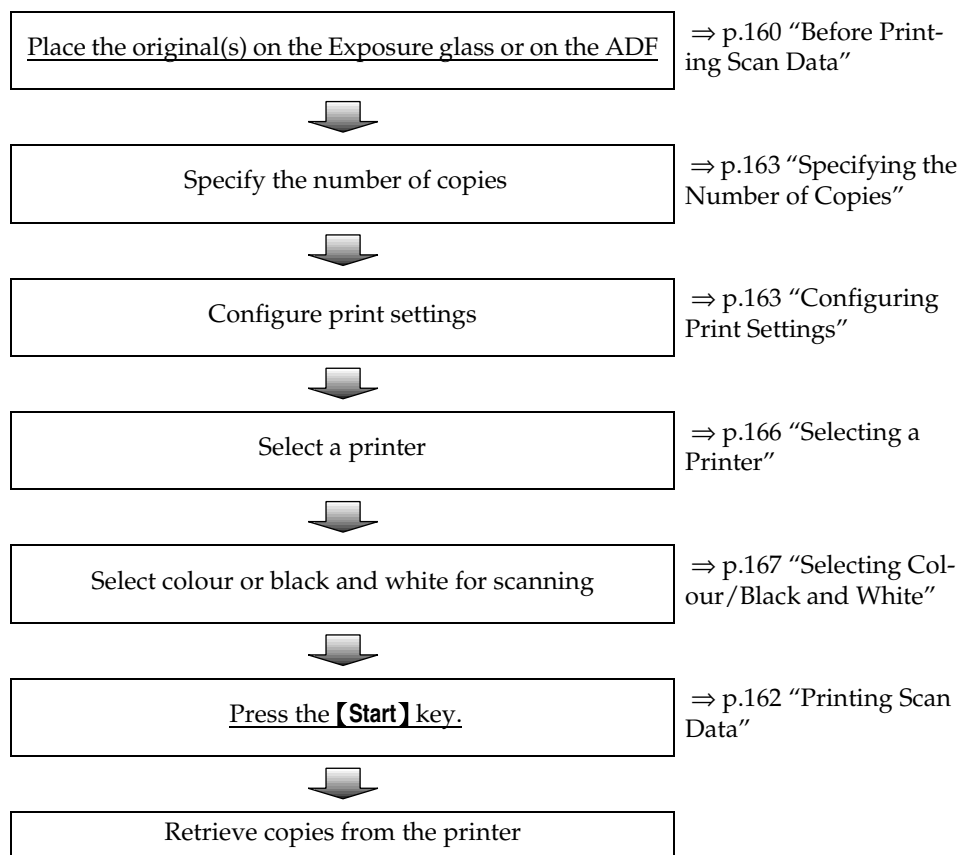 Place the original(s) on the Exposure glass or on the ADF
⇒ p.160 “Before Print-
ing Scan Data”
Specify the number of copies
⇒ p.163 “Specifying the
Number of Copies”
Configure print settings
⇒ p.163 “Configuring
Print Settings”
Select a printer
⇒ p.166 “Selecting a
Printer”
Select colour or black and white for scanning
⇒ p.167 “Selecting Col-
our/Black and White”
Press the【Start】key.
⇒ p.162 “Printing Scan
Data”
Retrieve copies from the printer